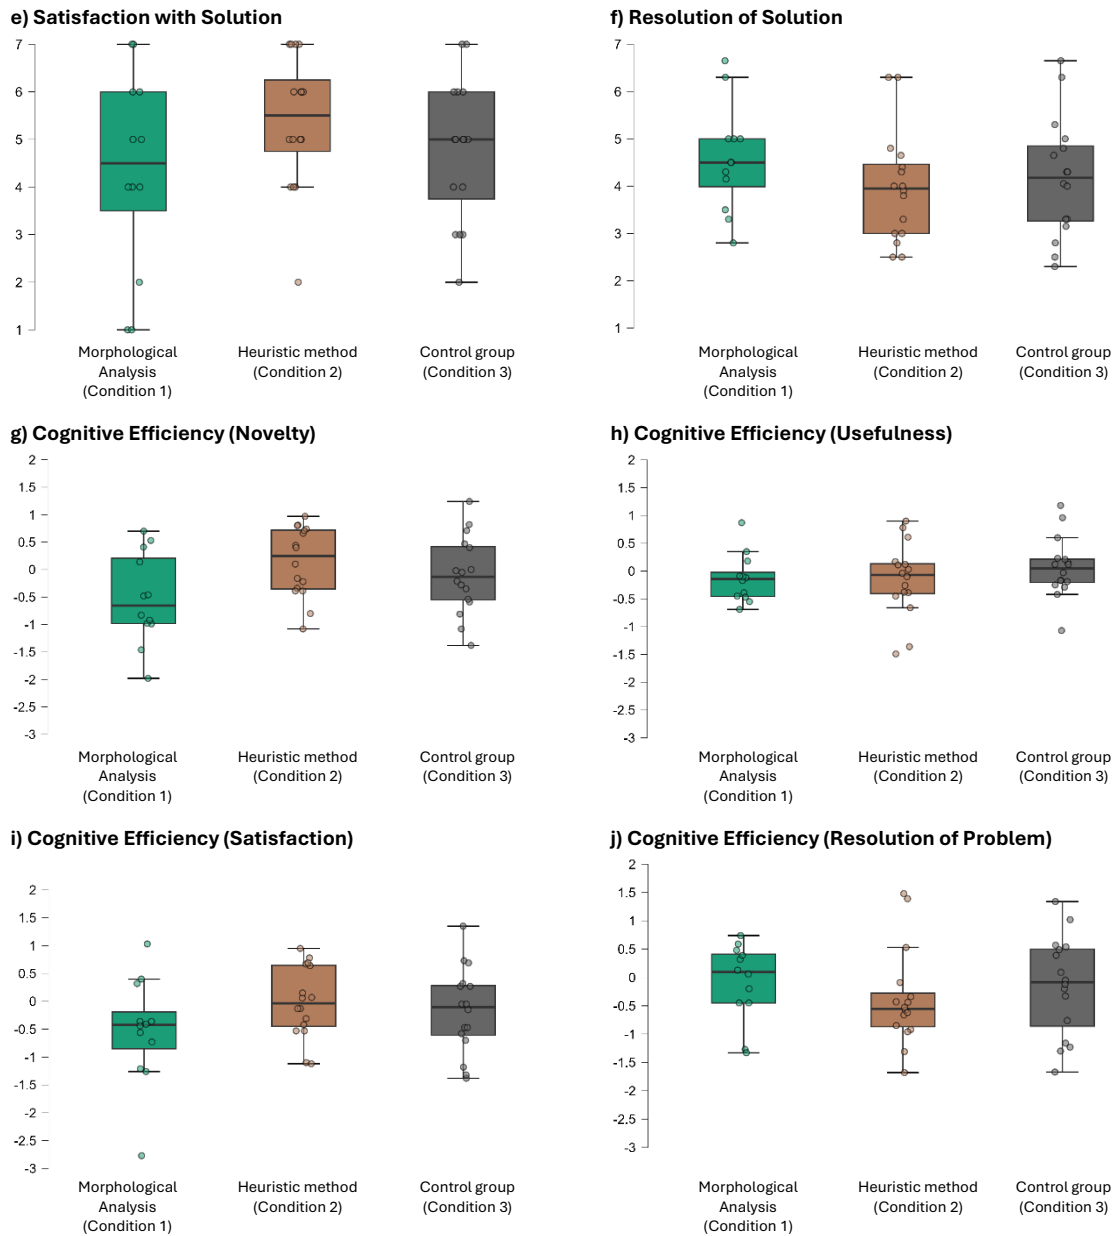 e) Satisfaction with Solution
7
6
5
4
3
2
1
Morphological
Analysis
(Condition 1)
Heuristic method
(Condition 2)
Control group
(Condition 3)
f) Resolution of Solution
7
6
5
4
3
2
1
Morphological
Analysis
(Condition 1)
Heuristic method
(Condition 2)
Control group
(Condition 3)
g) Cognitive Efficiency (Novelty)
2
1.5
1
0.5
0
-0.5
-1
-1.5
-2
-2.5
-3
Morphological
Analysis
(Condition 1)
Heuristic method
(Condition 2)
Control group
(Condition 3)
h) Cognitive Efficiency (Usefulness)
2
1.5
1
0.5
0
-0.5
-1
-1.5
-2
-2.5
-3
Morphological
Analysis
(Condition 1)
Heuristic method
(Condition 2)
Control group
(Condition 3)
i) Cognitive Efficiency (Satisfaction)
2
1.5
1
0.5
0
-0.5
-1
-1.5
-2
-2.5
-3
Morphological
Analysis
(Condition 1)
Heuristic method
(Condition 2)
Control group
(Condition 3)
j) Cognitive Efficiency (Resolution of Problem)
2
1.5
1
0.5
0
-0.5
-1
-1.5
-2
-2.5
-3
Morphological
Analysis
(Condition 1)
Heuristic method
(Condition 2)
Control group
(Condition 3)